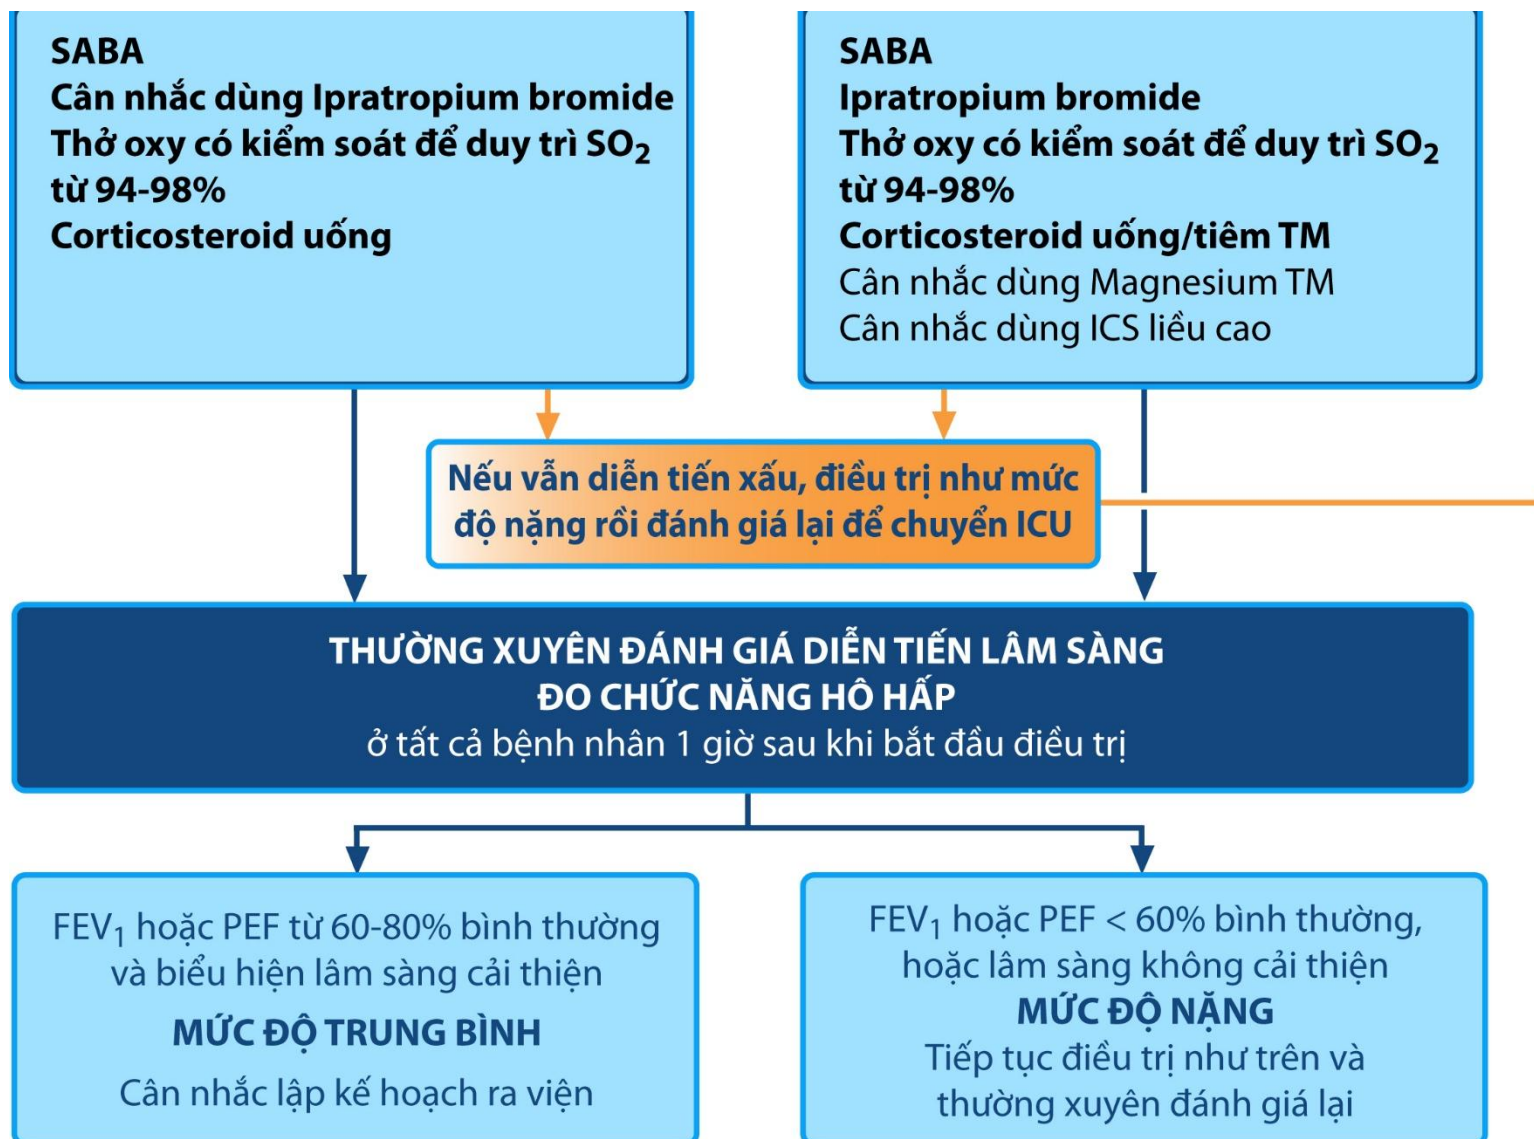 SABA
Cân nhắc dùng Ipratropium bromide
Thở oxy có kiểm soát để duy trì SO₂
từ 94-98%
Corticosteroid uống
SABA
Ipratropium bromide
Thở oxy có kiểm soát để duy trì SO₂
từ 94-98%
Corticosteroid uống/tiêm TM
Cân nhắc dùng Magnesium TM
Cân nhắc dùng ICS liều cao
Nếu vẫn diễn tiến xấu, điều trị như mức
độ nặng rồi đánh giá lại để chuyển ICU
THƯỜNG XUYÊN ĐÁNH GIÁ DIỄN TIẾN LÂM SÀNG
ĐO CHỨC NĂNG HÔ HẤP
ở tất cả bệnh nhân 1 giờ sau khi bắt đầu điều trị
FEV₁ hoặc PEF từ 60-80% bình thường
và biểu hiện lâm sàng cải thiện
MỨC ĐỘ TRUNG BÌNH
Cân nhắc lập kế hoạch ra viện
FEV₁ hoặc PEF < 60% bình thường,
hoặc lâm sàng không cải thiện
MỨC ĐỘ NẶNG
Tiếp tục điều trị như trên và
thường xuyên đánh giá lại